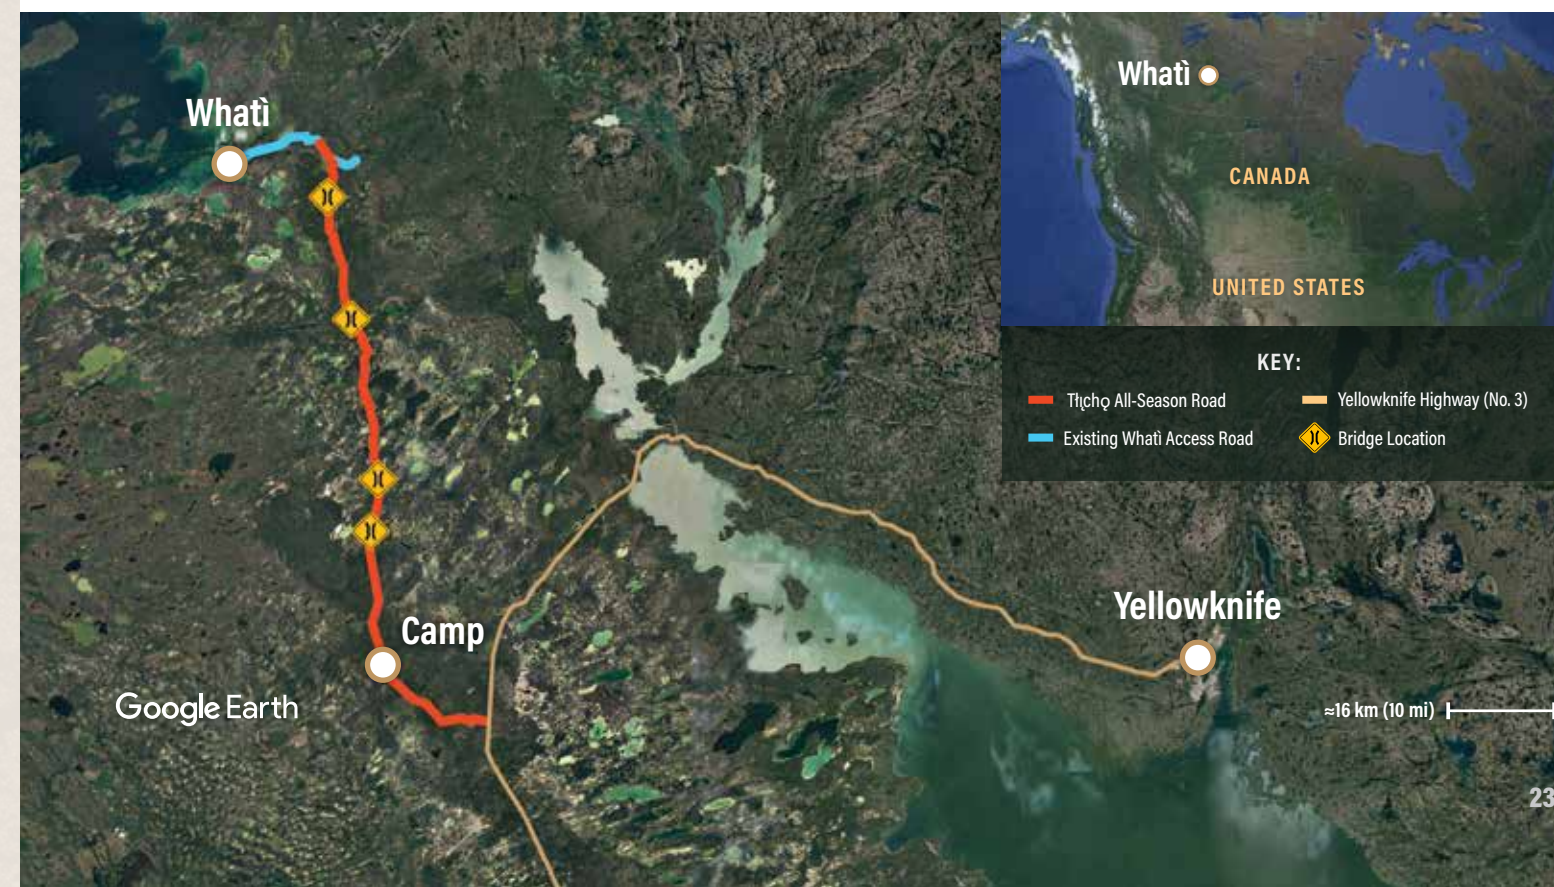 Whatì
Camp
Google Earth
Yellowknife
≈16 km (10 mi)
Whatì
CANADA
UNITED STATES
KEY:
Tłı̨chǫ All-Season Road
Existing Whatì Access Road
Yellowknife Highway (No. 3)
Bridge Location
23